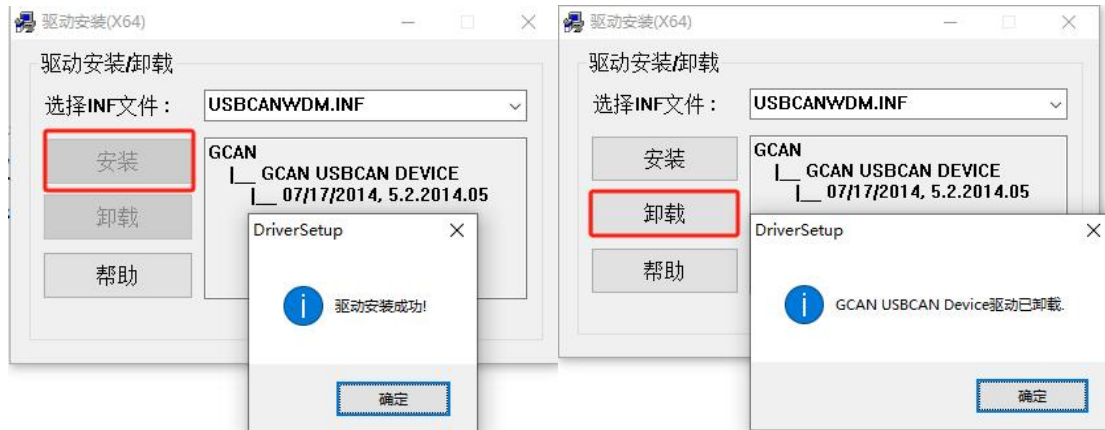 驱动安装(X64)
驱动安装/卸载
选择INF文件：
USBCANWDM.INF
安装
卸载
帮助
GCAN
|__ GCAN USBCAN DEVICE
|__ 07/17/2014, 5.2.2014.05
DriverSetup
驱动安装成功!
确定
驱动安装(X64)
驱动安装/卸载
选择INF文件：
USBCANWDM.INF
安装
卸载
帮助
GCAN
|__ GCAN USBCAN DEVICE
|__ 07/17/2014, 5.2.2014.05
DriverSetup
GCAN USBCAN Device驱动已卸载.
确定